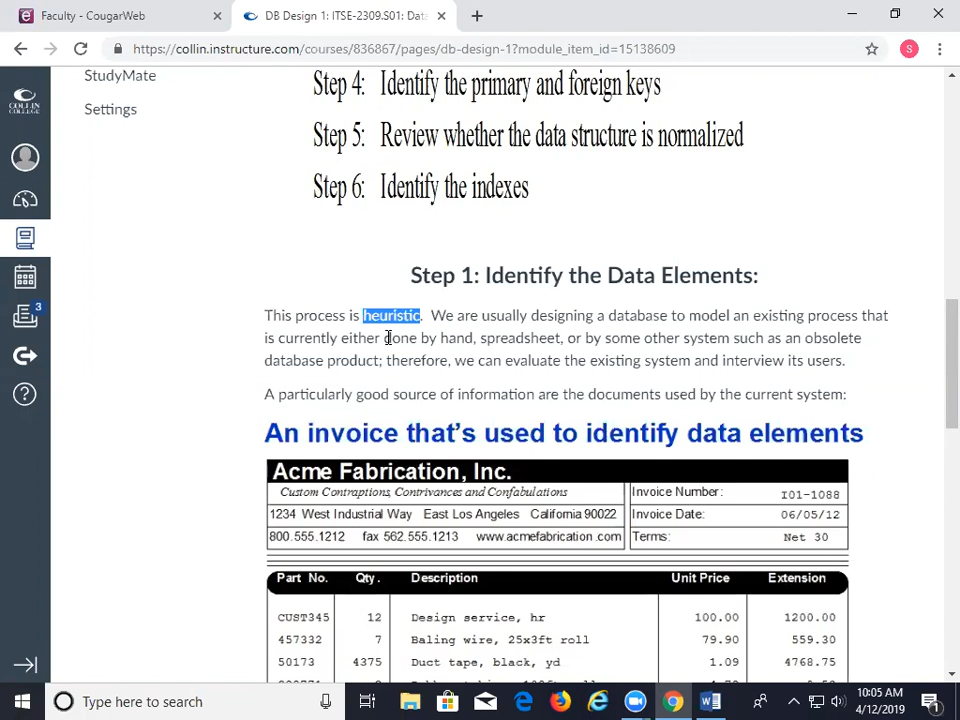 Faculty - CougarWeb
DB Design 1: ITSE-2309.S01: Data
https://collin.instructure.com/courses/836867/pages/db-design-1?module_item_id=15138609
S
COLLIN
COLLEGE
3
StudyMate
Settings
Step 4: Identify the primary and foreign keys
Step 5: Review whether the data structure is normalized
Step 6: Identify the indexes
Step 1: Identify the Data Elements:
This process is heuristic. We are usually designing a database to model an existing process that
is currently either done by hand, spreadsheet, or by some other system such as an obsolete
database product; therefore, we can evaluate the existing system and interview its users.
A particularly good source of information are the documents used by the current system:
An invoice that's used to identify data elements
Acme Fabrication, Inc.
Custom Contraptions, Contrivances and Confabulations
1234 West Industrial Way East Los Angeles California 90022
800.555.1212 fax 562.555.1213 www.acmefabrication.com
Invoice Number: I01-1088
Invoice Date: 06/05/12
Terms: Net 30
Part No. Qty. Description Unit Price Extension
CUST345 12 Design service, hr 100.00 1200.00
457332 7 Baling wire, 25x3ft roll 79.90 559.30
50173 4375 Duct tape, black, yd 1.09 4768.75
Type here to search
10:05 AM
4/12/2019
1